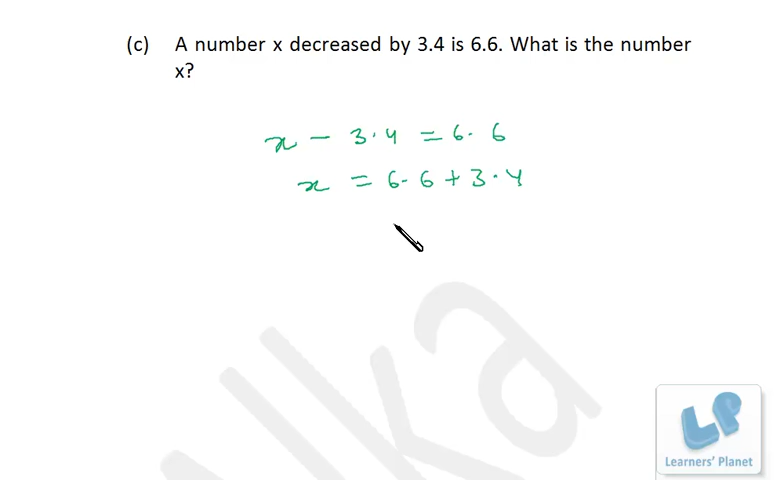 (c) A number x decreased by 3.4 is 6.6. What is the number
x?
x - 3.4 = 6.6
x = 6.6 + 3.4
Alka
LP
Learners' Planet